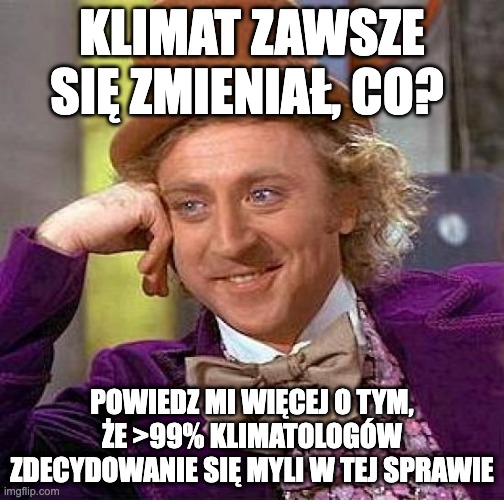 KLIMAT ZAWSZE
SIĘ ZMIENIAŁ, CO?
POWIEDZ MI WIĘCEJ O TYM,
ŻE >99% KLIMATOLOGÓW
ZDECYDOWANIE SIĘ MYLI W TEJ SPRAWIE
imgflip.com